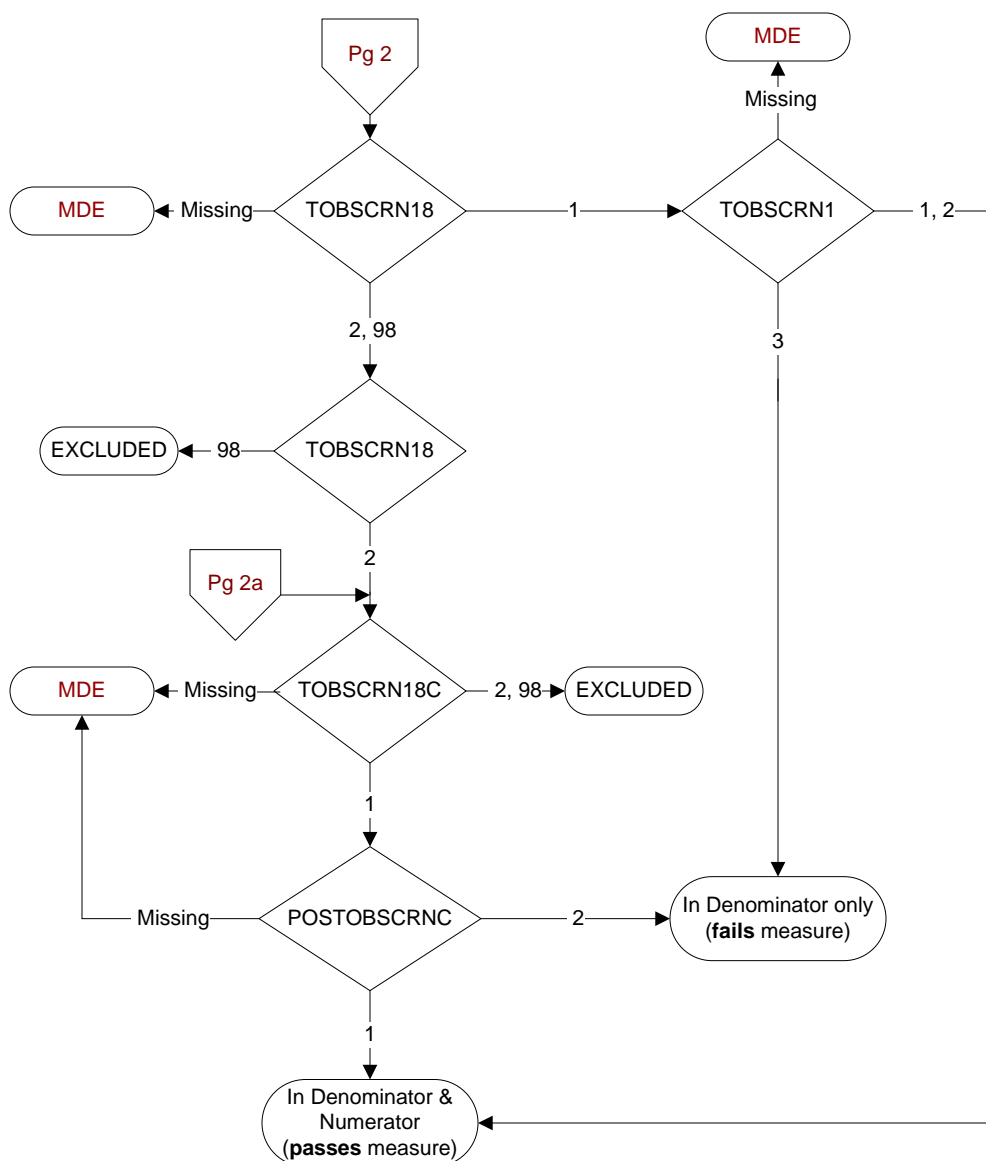 MDE
Pg 2
Missing
TOBSCRN18
MDE
Missing
1
TOBSCRN1
1, 2
2, 98
3
TOBSCRN18
EXCLUDED
98
2
Pg 2a
TOBSCRN18C
MDE
Missing
2, 98
EXCLUDED
1
POSTOBSCRNC
Missing
2
In Denominator only
(fails measure)
1
In Denominator &
Numerator
(passes measure)